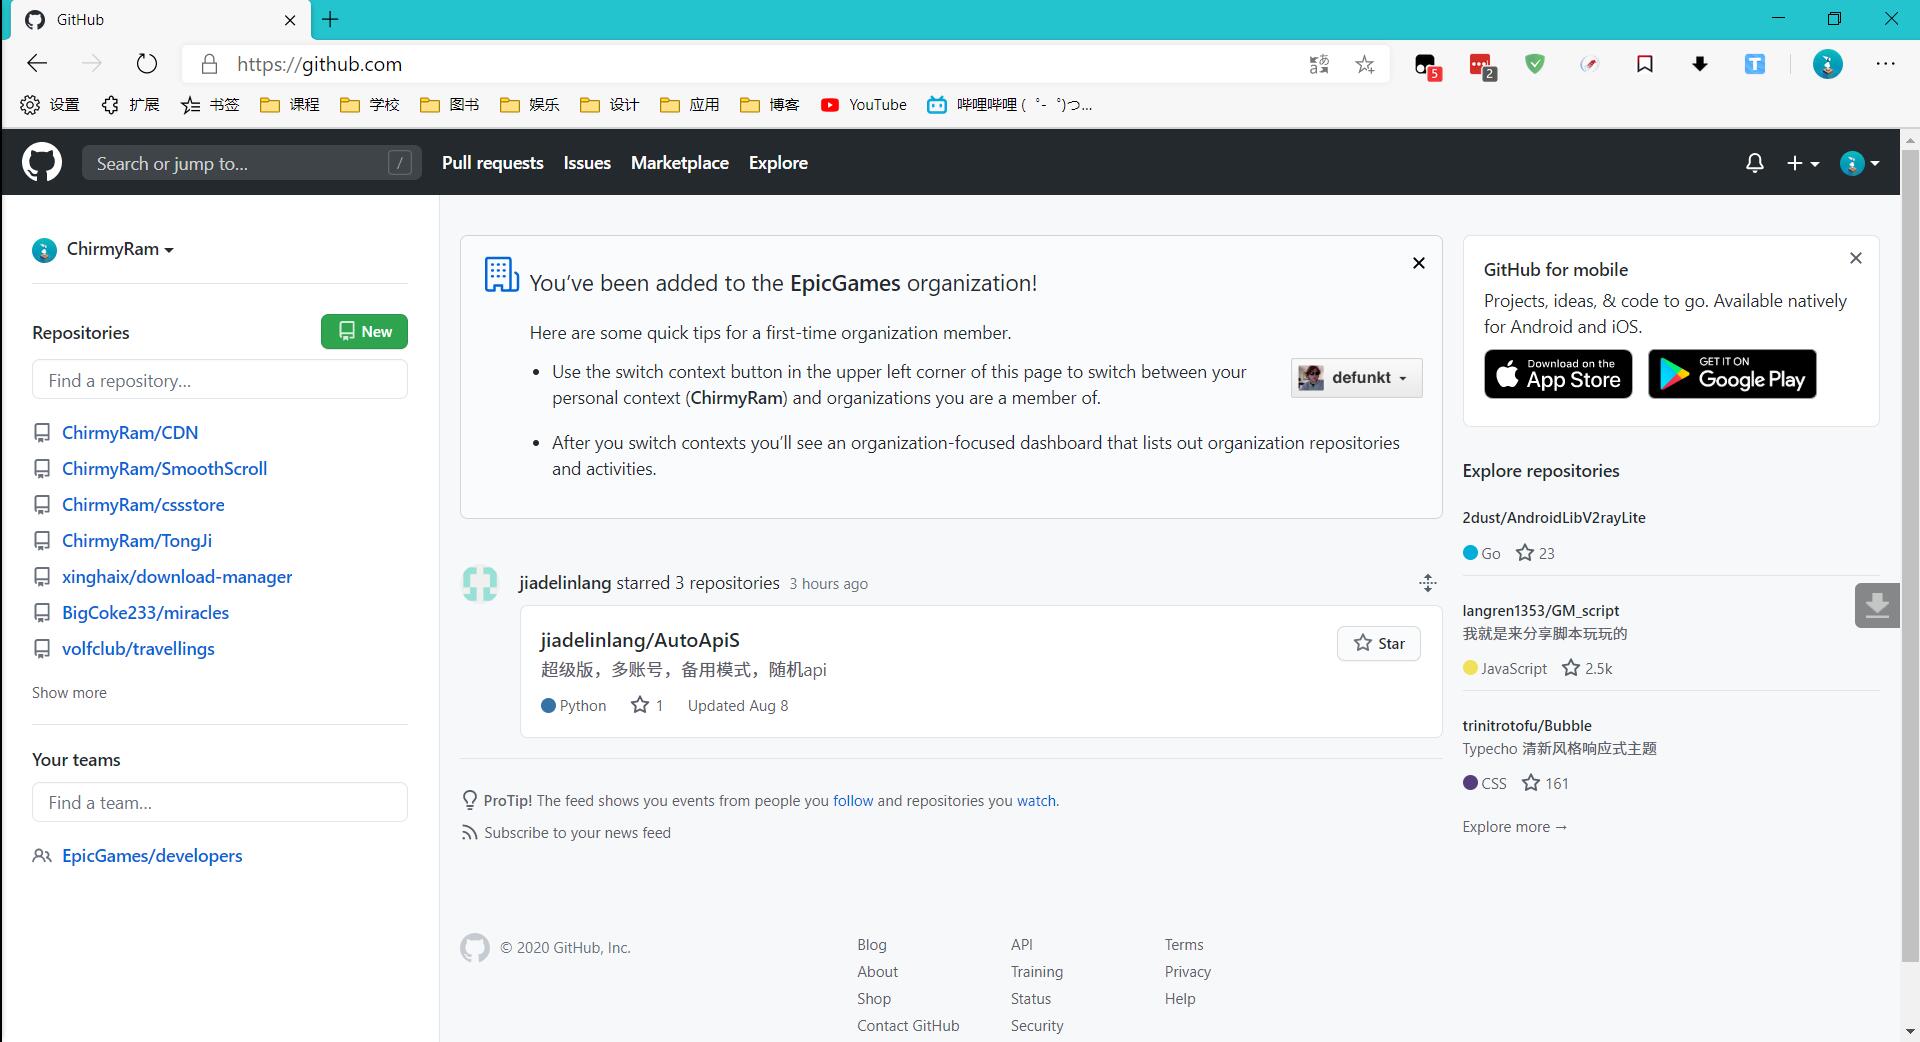 GitHub
https://github.com
5
2
设置
扩展
书签
课程
学校
图书
娱乐
设计
应用
博客
YouTube
哔哩哔哩 ( ゜- ゜)つ...
Search or jump to...
/
Pull requests
Issues
Marketplace
Explore
ChirmyRam
Repositories
New
Find a repository...
ChirmyRam/CDN
ChirmyRam/SmoothScroll
ChirmyRam/cssstore
ChirmyRam/TongJi
xinghaix/download-manager
BigCoke233/miracles
volfclub/travellings
Show more
Your teams
Find a team...
EpicGames/developers
You’ve been added to the EpicGames organization!
Here are some quick tips for a first-time organization member.
Use the switch context button in the upper left corner of this page to switch between your
personal context (ChirmyRam) and organizations you are a member of.
defunkt
After you switch contexts you’ll see an organization-focused dashboard that lists out organization repositories
and activities.
jiadelinlang starred 3 repositories 3 hours ago
jiadelinlang/AutoApiS
Star
超级版，多账号，备用模式，随机api
Python 1 Updated Aug 8
ProTip! The feed shows you events from people you follow and repositories you watch.
Subscribe to your news feed
GitHub for mobile
Projects, ideas, & code to go. Available natively
for Android and iOS.
Download on the
App Store
GET IT ON
Google Play
Explore repositories
2dust/AndroidLibV2rayLite
Go 23
langren1353/GM_script
我就是来分享脚本玩玩的
JavaScript 2.5k
trinitrotofu/Bubble
Typecho 清新风格响应式主题
CSS 161
Explore more →
© 2020 GitHub, Inc.
Blog
About
Shop
Contact GitHub
API
Training
Status
Security
Terms
Privacy
Help